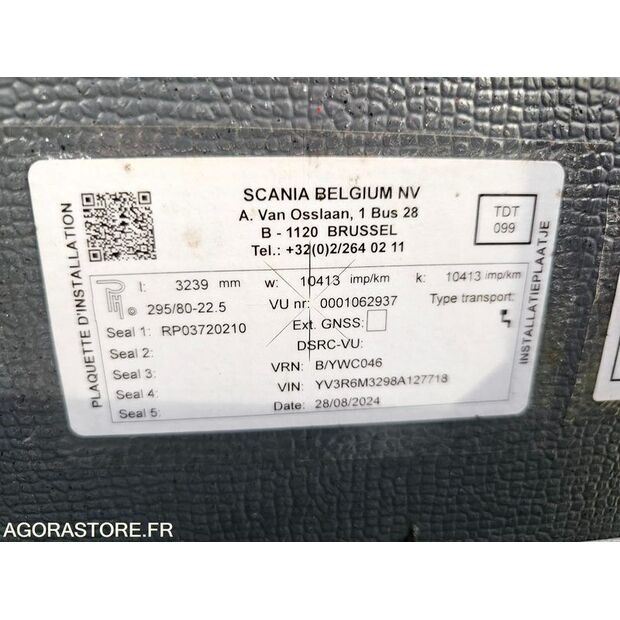 SCANIA BELGIUM NV
A. Van Osslaan, 1 Bus 28
B - 1120 BRUSSEL
Tel.: +32(0)2/264 02 11
TDT
099
PLAQUETTE D'INSTALLATION
INSTALLATIEPLAATJE
l: 3239 mm w: 10413 imp/km k: 10413 imp/km
295/80-22.5 VU nr: 0001062937 Type transport:
Seal 1: RP03720210 Ext. GNSS:
Seal 2: DSRC-VU:
Seal 3: VRN: B/YWC046
Seal 4: VIN: YV3R6M3298A127718
Seal 5: Date: 28/08/2024
AGORASTORE.FR